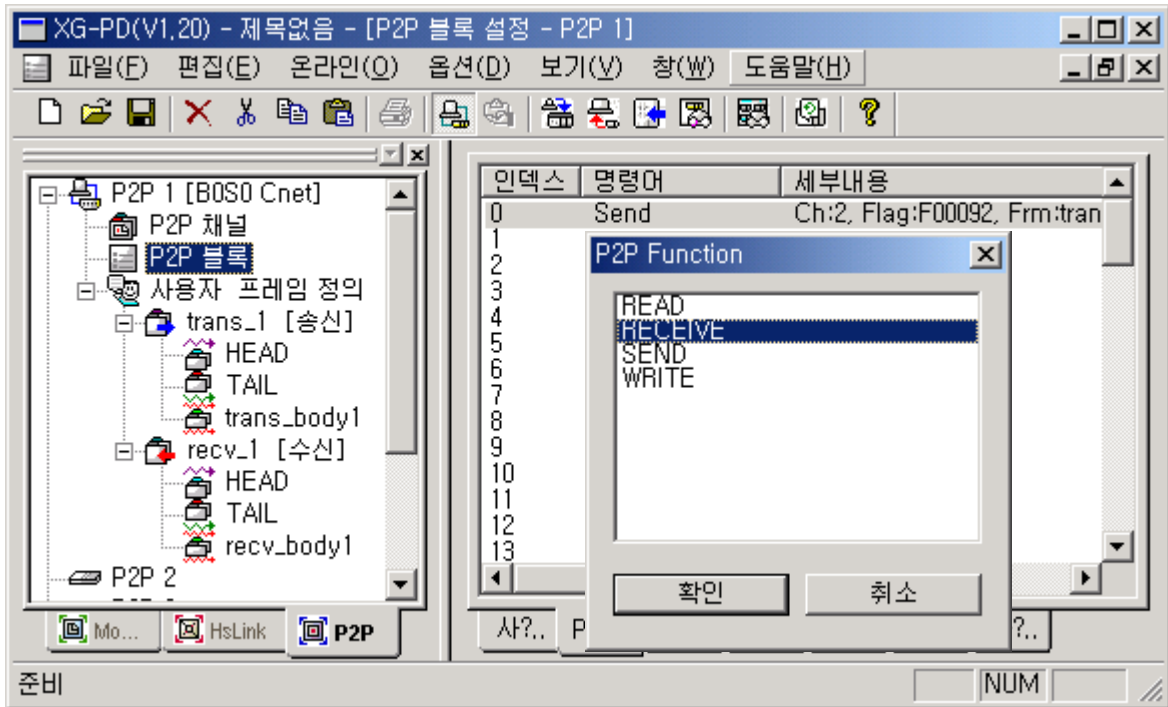 XG-PD(V1,20) - 제목없음 - [P2P 블록 설정 - P2P 1]
파일(F) 편집(E) 온라인(O) 옵션(D) 보기(V) 창(W) 도움말(H)
P2P 1 [B0S0 Cnet]
P2P 채널
P2P 블록
사용자 프레임 정의
trans_1 [송신]
HEAD
TAIL
trans_body1
recv_1 [수신]
HEAD
TAIL
recv_body1
P2P 2
Mo... HsLink P2P
인덱스 명령어 세부내용
0 Send Ch:2, Flag:F00092, Frm:tran
1
2
3
4
5
6
7
8
9
10
11
12
13
P2P Function
READ
RECEIVE
SEND
WRITE
확인 취소
사?.. P ?..
준비 NUM